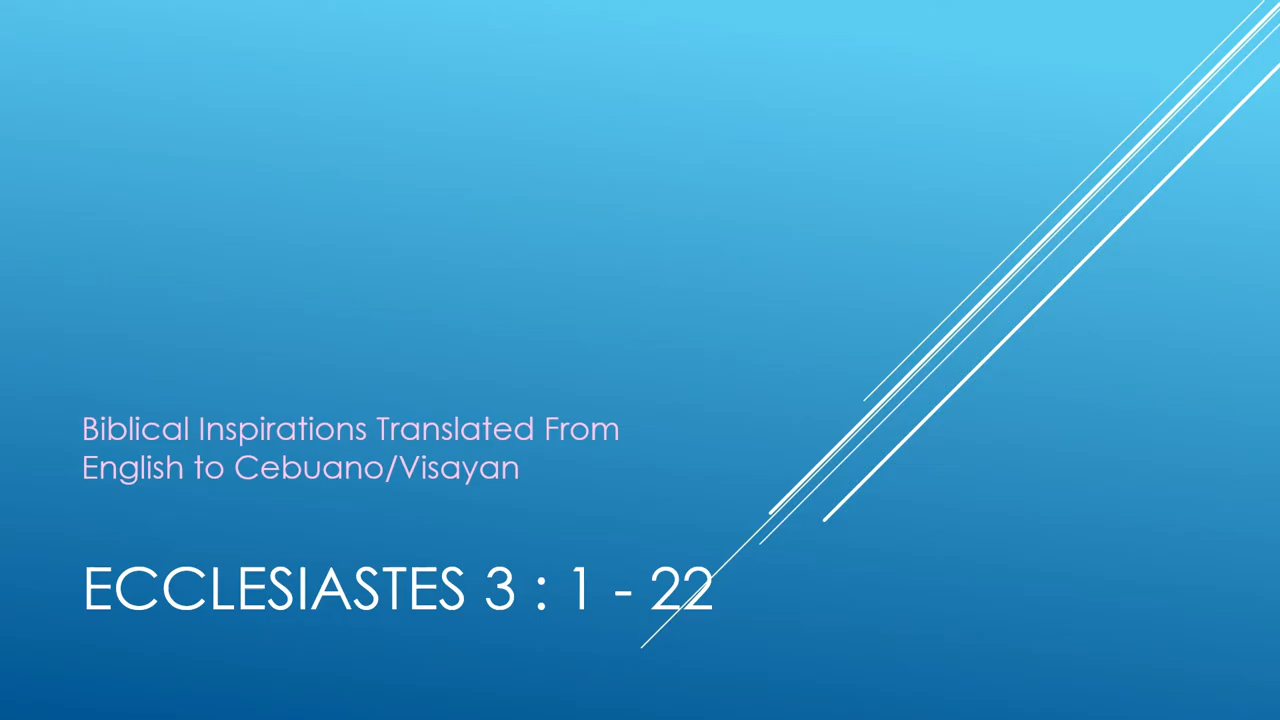 Biblical Inspirations Translated From
English to Cebuano/Visayan
ECCLESIASTES 3 : 1 - 22